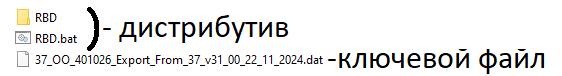 RBD
RBD.bat
- дистрибутив
37_OO_401026_Export_From_37_v31_00_22_11_2024.dat -ключевой файл